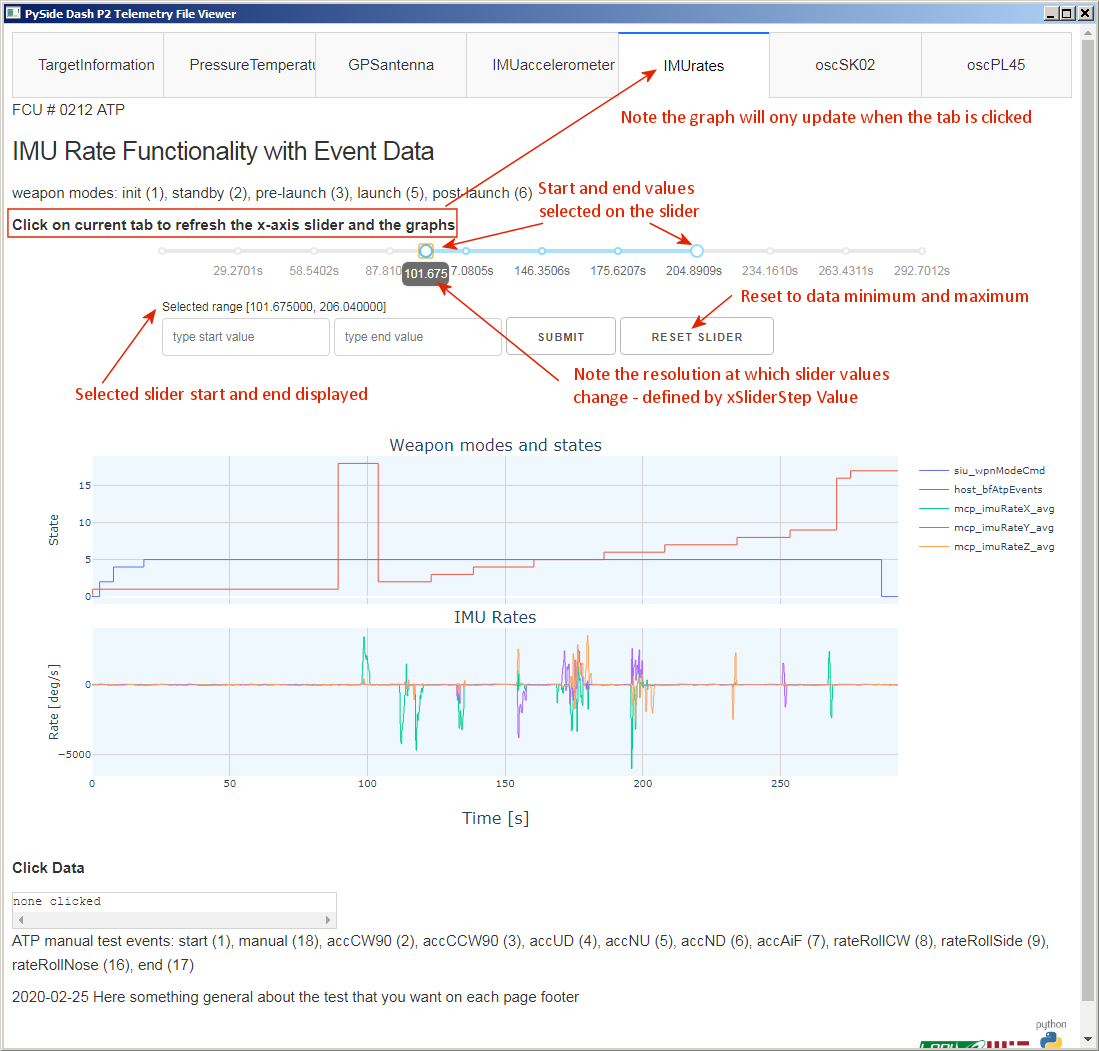 PySide Dash P2 Telemetry File Viewer
TargetInformation
PressureTemperatu
GPSantenna
IMUaccelerometer
IMUrates
oscSK02
oscPL45
FCU # 0212 ATP
Note the graph will ony update when the tab is clicked
IMU Rate Functionality with Event Data
weapon modes: init (1), standby (2), pre-launch (3), launch (5), post-launch (6)
Start and end values
selected on the slider
Click on current tab to refresh the x-axis slider and the graphs
29.2701s
58.5402s
87.810
101.675
7.0805s
146.3506s
175.6207s
204.8909s
234.1610s
263.4311s
292.7012s
Reset to data minimum and maximum
Selected range [101.675000, 206.040000]
type start value
type end value
SUBMIT
RESET SLIDER
Selected slider start and end displayed
Note the resolution at which slider values
change - defined by xSliderStep Value
Weapon modes and states
15
10
5
0
State
siu_wpnModeCmd
host_bfAtpEvents
mcp_imuRateX_avg
mcp_imuRateY_avg
mcp_imuRateZ_avg
IMU Rates
0
−5000
Rate [deg/s]
0
50
100
150
200
250
Time [s]
Click Data
none clicked
ATP manual test events: start (1), manual (18), accCW90 (2), accCCW90 (3), accUD (4), accNU (5), accND (6), accAiF (7), rateRollCW (8), rateRollSide (9),
rateRollNose (16), end (17)
2020-02-25 Here something general about the test that you want on each page footer
python